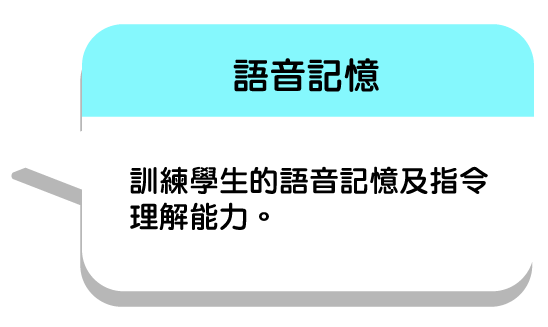 語音記憶
訓練學生的語音記憶及指令
理解能力。